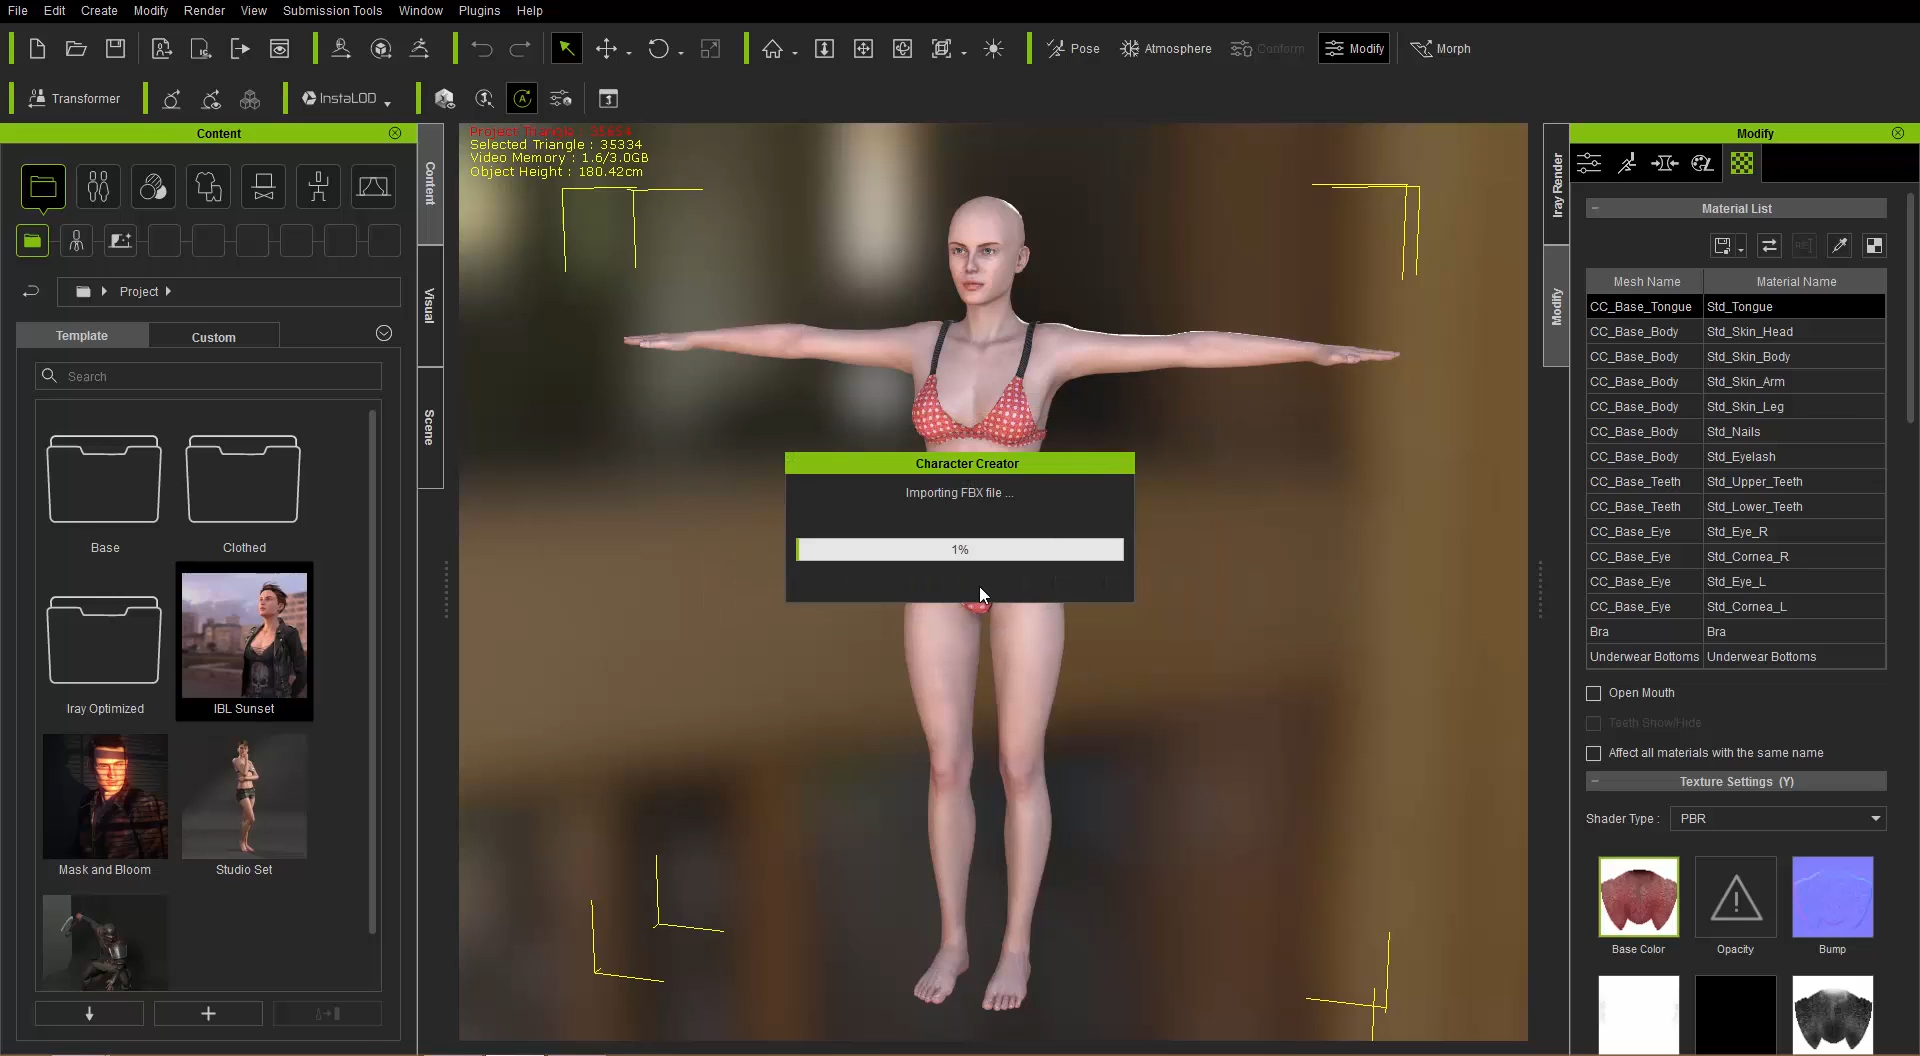 File Edit Create Modify Render View Submission Tools Window Plugins Help
Pose Atmosphere Conform Modify Morph
Transformer InstaLOD
Content
Project
Template Custom
Search
Base Clothed
Iray Optimized IBL Sunset
Mask and Bloom Studio Set
Content
Visual
Scene
Project Triangle : 35654
Selected Triangle : 35334
Video Memory : 1.6/3.0GB
Object Height : 180.42cm
Character Creator
Importing FBX file ...
1%
Iray Render
Modify
Modify
Material List
Mesh Name Material Name
CC_Base_Tongue Std_Tongue
CC_Base_Body Std_Skin_Head
CC_Base_Body Std_Skin_Body
CC_Base_Body Std_Skin_Arm
CC_Base_Body Std_Skin_Leg
CC_Base_Body Std_Nails
CC_Base_Body Std_Eyelash
CC_Base_Teeth Std_Upper_Teeth
CC_Base_Teeth Std_Lower_Teeth
CC_Base_Eye Std_Eye_R
CC_Base_Eye Std_Cornea_R
CC_Base_Eye Std_Eye_L
CC_Base_Eye Std_Cornea_L
Bra Bra
Underwear Bottoms Underwear Bottoms
Open Mouth
Teeth Show/Hide
Affect all materials with the same name
Texture Settings (Y)
Shader Type : PBR
Base Color Opacity Bump